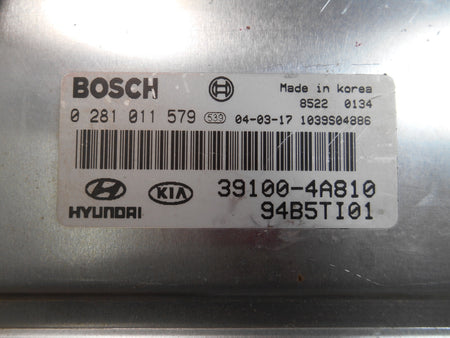 BOSCH
Made in korea
8522 0134
0 281 011 579 539 04-03-17 1039S04886
HYUNDAI KIA 39100-4A810
94B5TI01